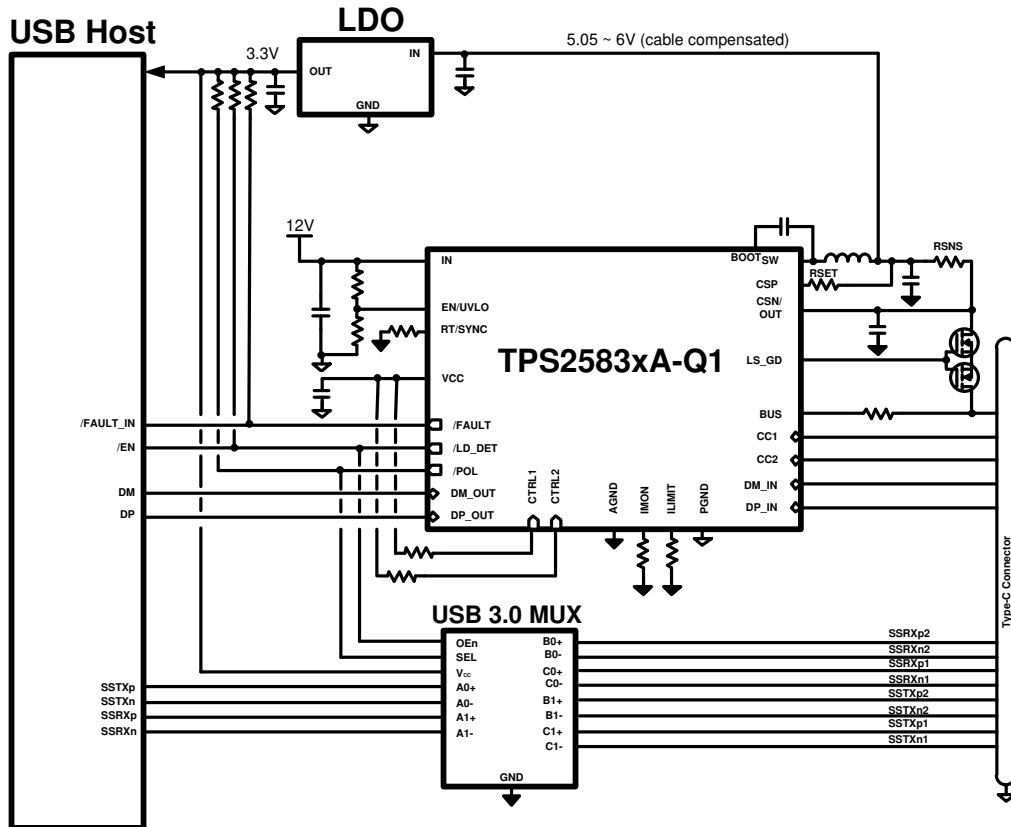 USB Host
LDO
5.05 ~ 6V (cable compensated)
3.3V
IN
OUT
GND
12V
BOOT
SW
RSNS
IN
CSP
RSET
CSN/
OUT
EN/UVLO
RT/SYNC
TPS2583xA-Q1
LS_GD
VCC
BUS
/FAULT_IN
/FAULT
CC1
/EN
/LD_DET
CC2
/POL
CTRL1
CTRL2
AGND
IMON
ILIMIT
PGND
DM
DM_OUT
DM_IN
DP
DP_OUT
DP_IN
Type-C Connector
USB 3.0 MUX
OEn
B0+
SSRXp2
SEL
B0-
SSRXn2
Vcc
C0+
SSRXp1
SSTXp
A0+
C0-
SSRXn1
SSTXn
A0-
B1+
SSTXp2
SSRXp
A1+
B1-
SSTXn2
SSRXn
A1-
C1+
SSTXp1
C1-
SSTXn1
GND